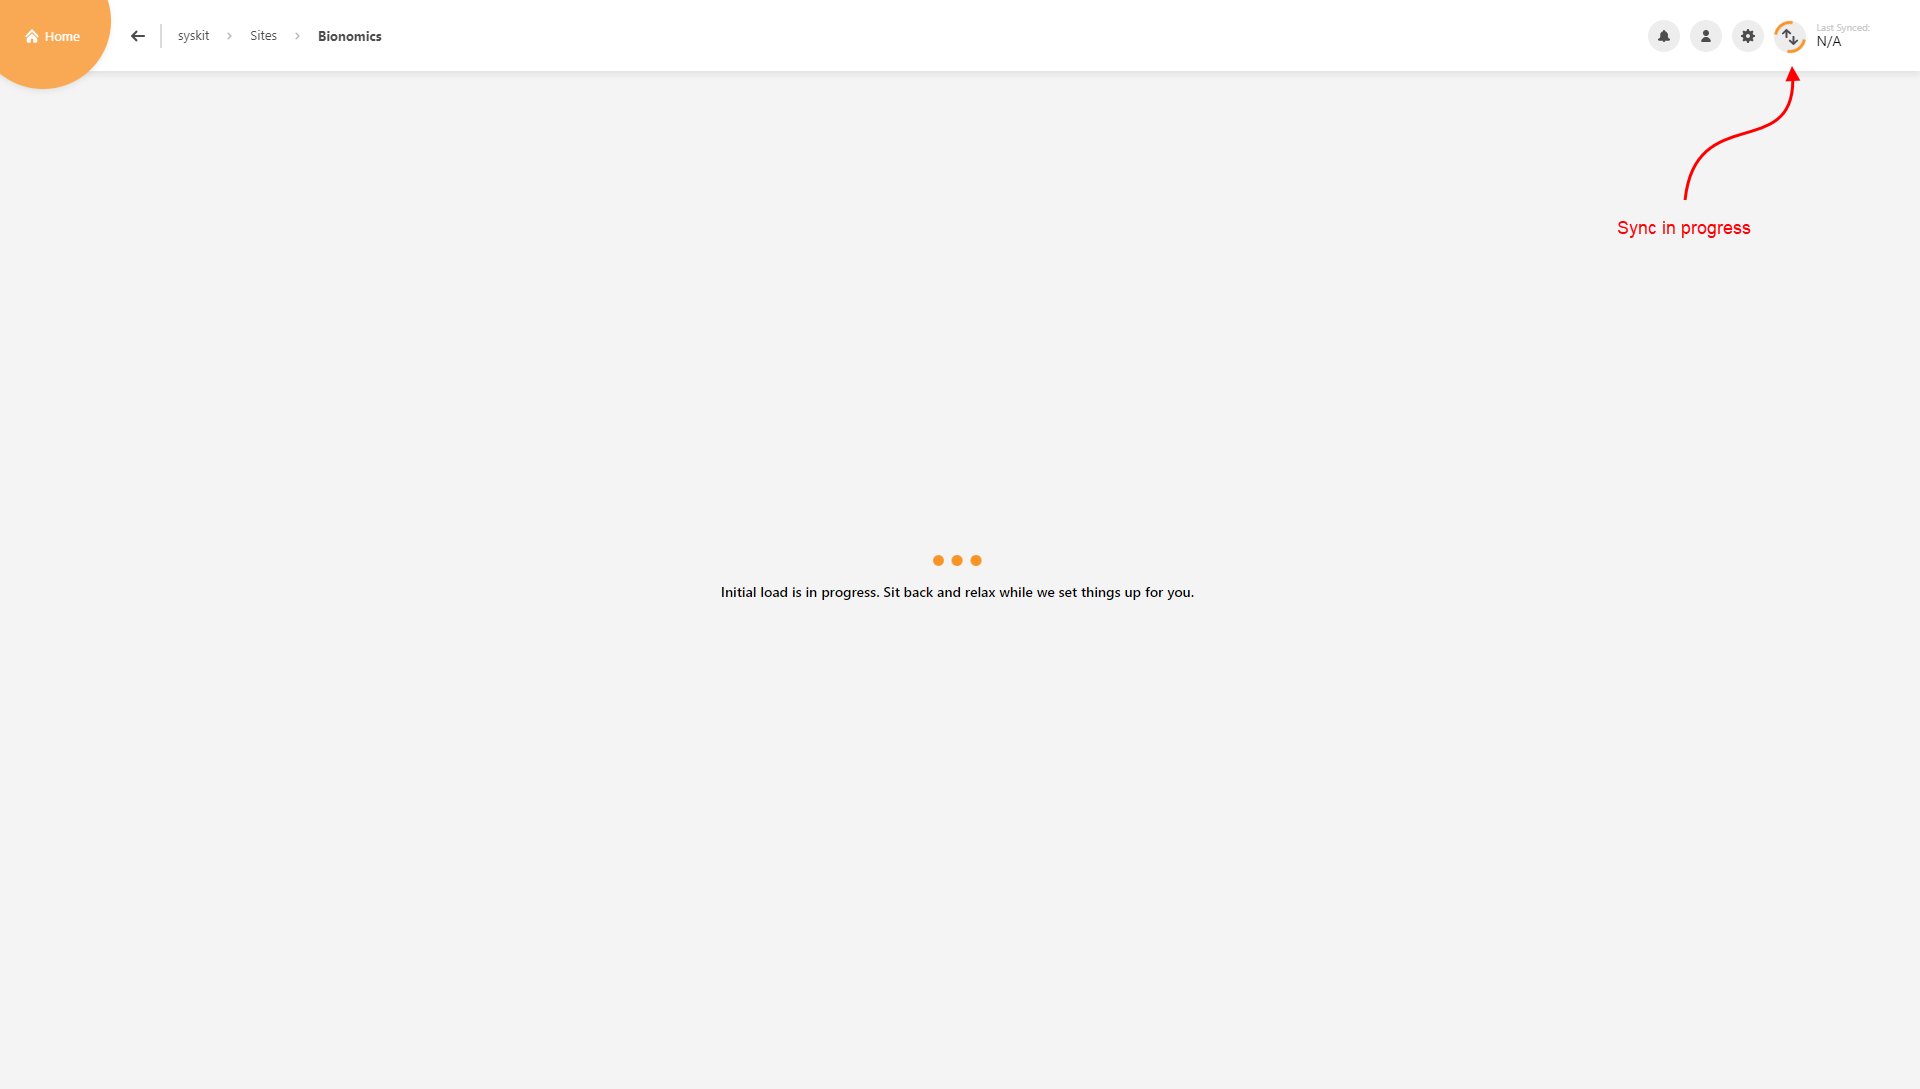 Home
syskit
Sites
Bionomics
Last Synced:
N/A
Sync in progress
Initial load is in progress. Sit back and relax while we set things up for you.